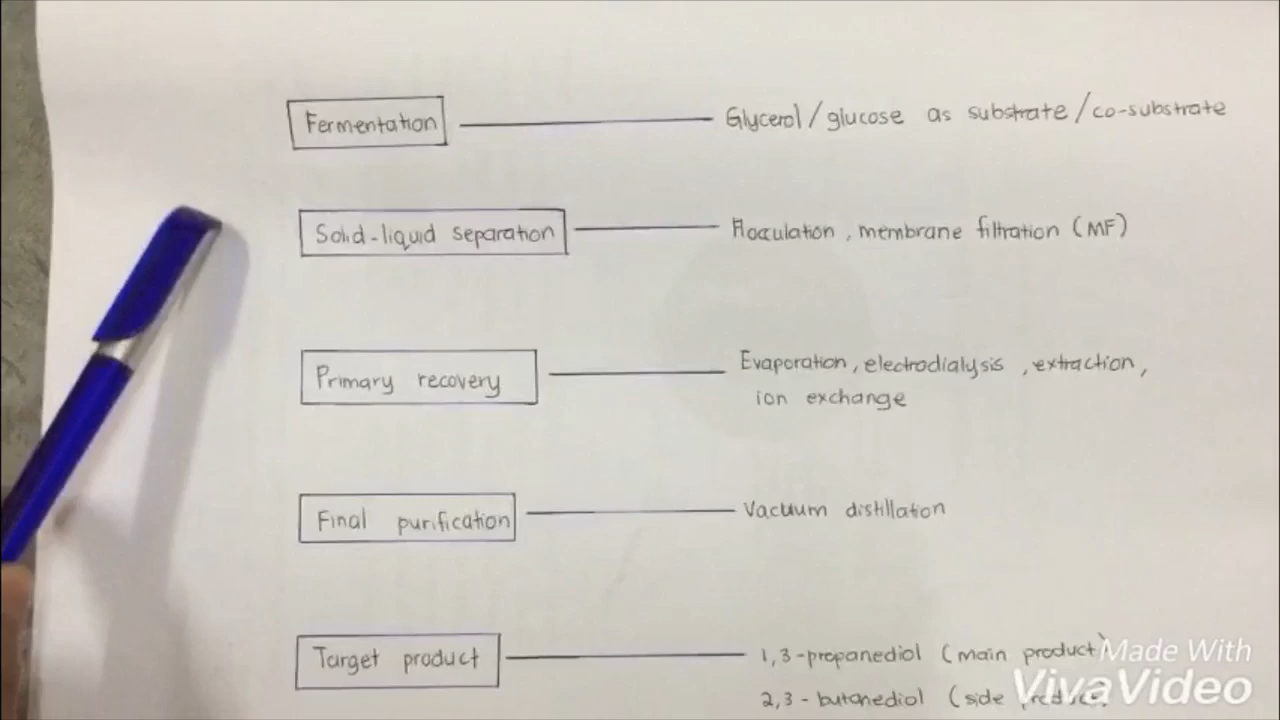 Fermentation
Glycerol/glucose as substrate/co-substrate
Solid-liquid separation
Flocculation, membrane filtration (MF)
Primary recovery
Evaporation, electrodialysis, extraction,
ion exchange
Final purification
Vacuum distillation
Target product
1,3-propanediol (main product)
2,3-butanediol (side product)
Made With
VivaVideo